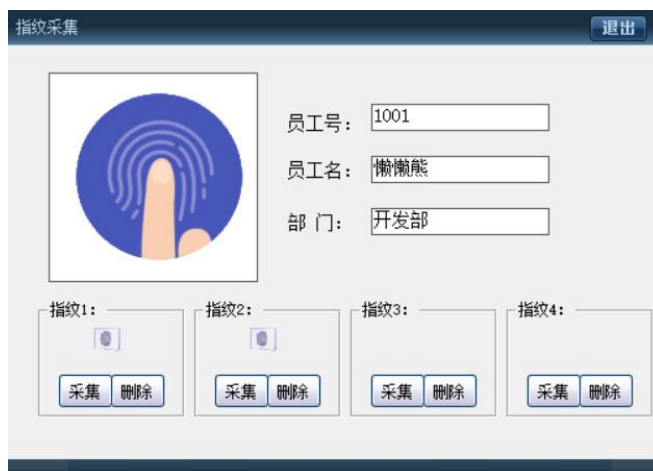 指纹采集 退出
员工号： 1001
员工名： 懒懒熊
部 门： 开发部
指纹1： 指纹2： 指纹3： 指纹4：
采集 删除 采集 删除 采集 删除 采集 删除